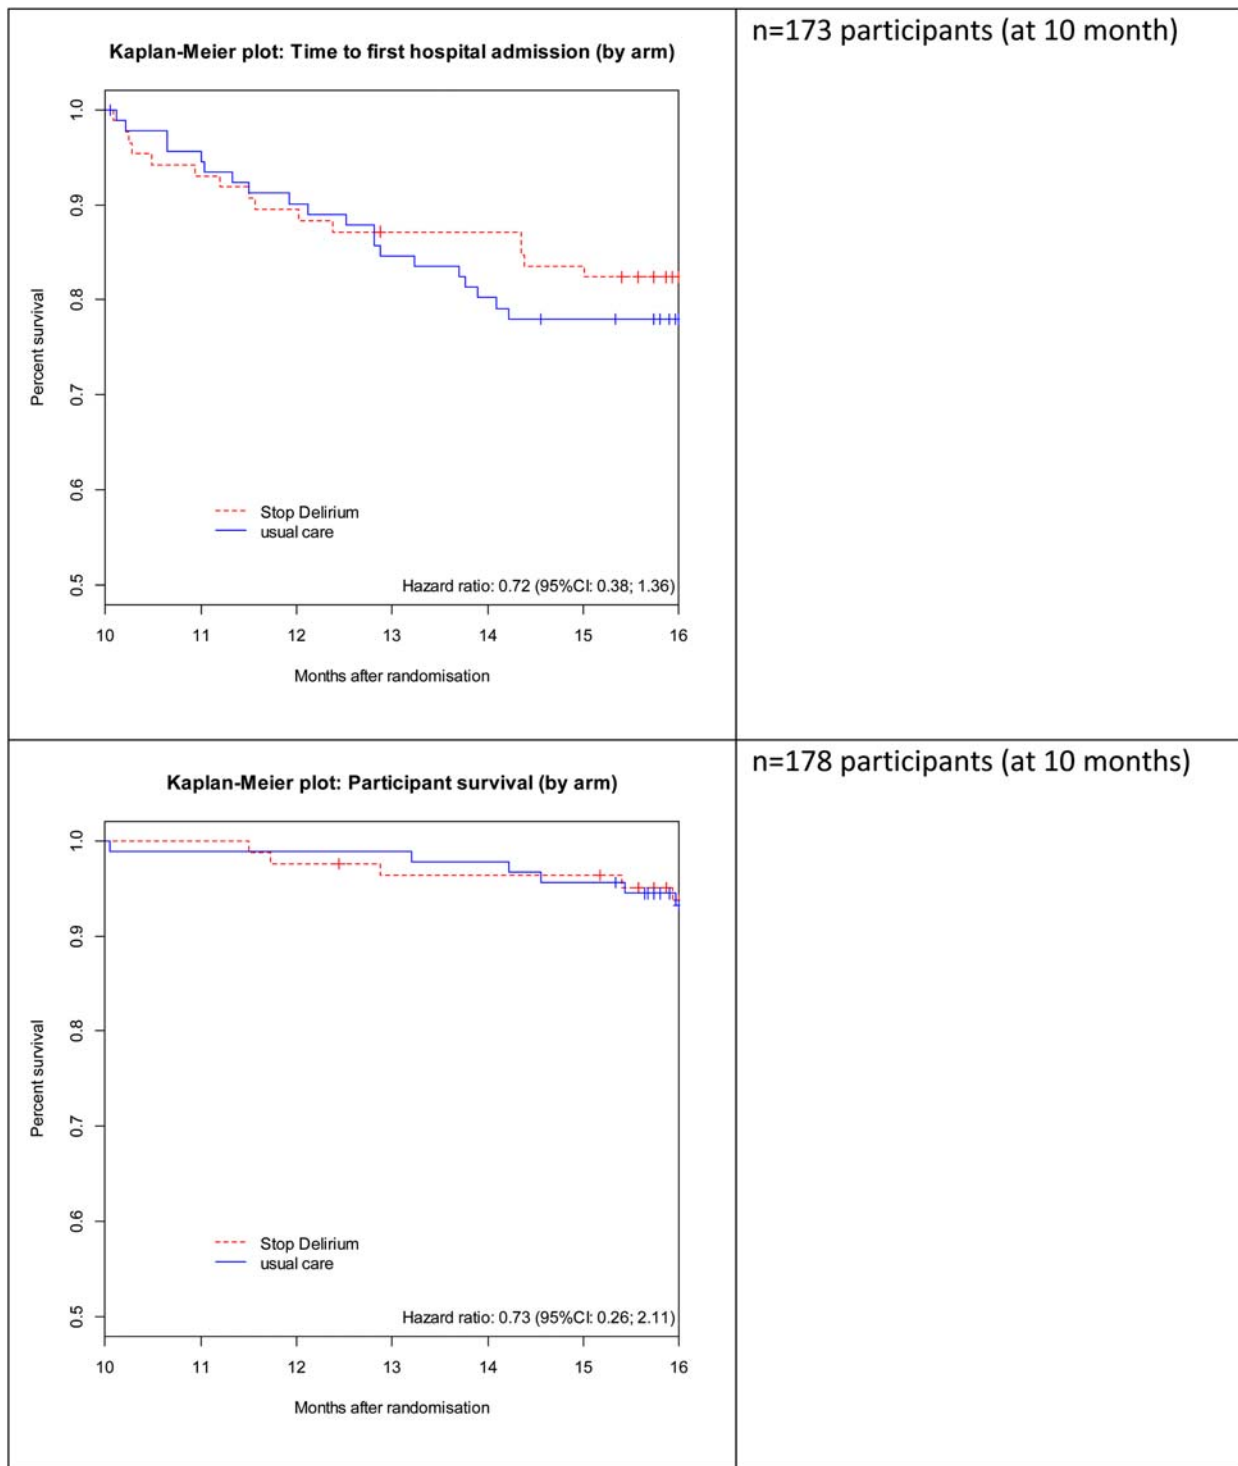 Kaplan-Meier plot: Time to first hospital admission (by arm)
n=173 participants (at 10 month)
Percent survival
1.0
0.9
0.8
0.7
0.6
0.5
Stop Delirium
usual care
Hazard ratio: 0.72 (95%CI: 0.38; 1.36)
10 11 12 13 14 15 16
Months after randomisation
Kaplan-Meier plot: Participant survival (by arm)
n=178 participants (at 10 months)
Percent survival
1.0
0.9
0.8
0.7
0.6
0.5
Stop Delirium
usual care
Hazard ratio: 0.73 (95%CI: 0.26; 2.11)
10 11 12 13 14 15 16
Months after randomisation